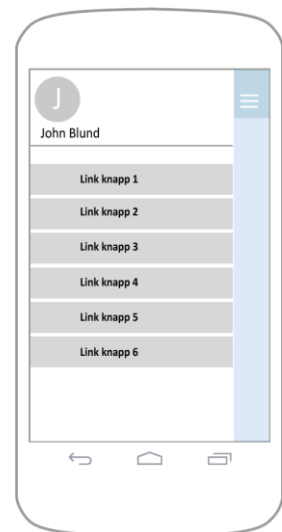 J
John Blund
Link knapp 1
Link knapp 2
Link knapp 3
Link knapp 4
Link knapp 5
Link knapp 6